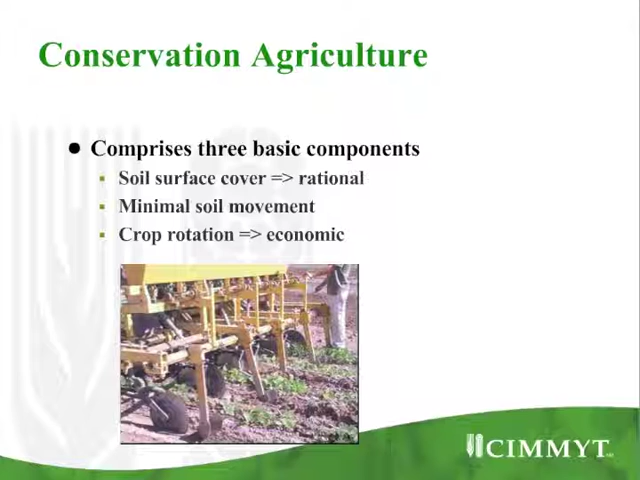 Conservation Agriculture
● Comprises three basic components
▪ Soil surface cover => rational
▪ Minimal soil movement
▪ Crop rotation => economic
CIMMYT